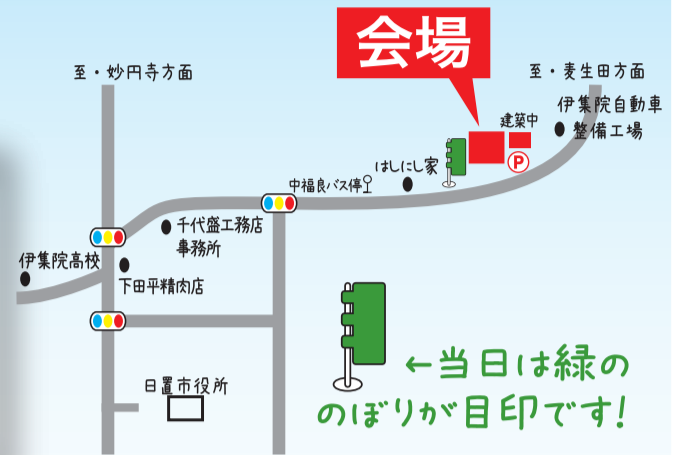 会場
至・妙円寺方面
至・麦生田方面
伊集院自動車
整備工場
建築中
P
はしにし家
中福良バス停
千代盛工務店
事務所
伊集院高校
下田平精肉店
日置市役所
←当日は緑の
のぼりが目印です!